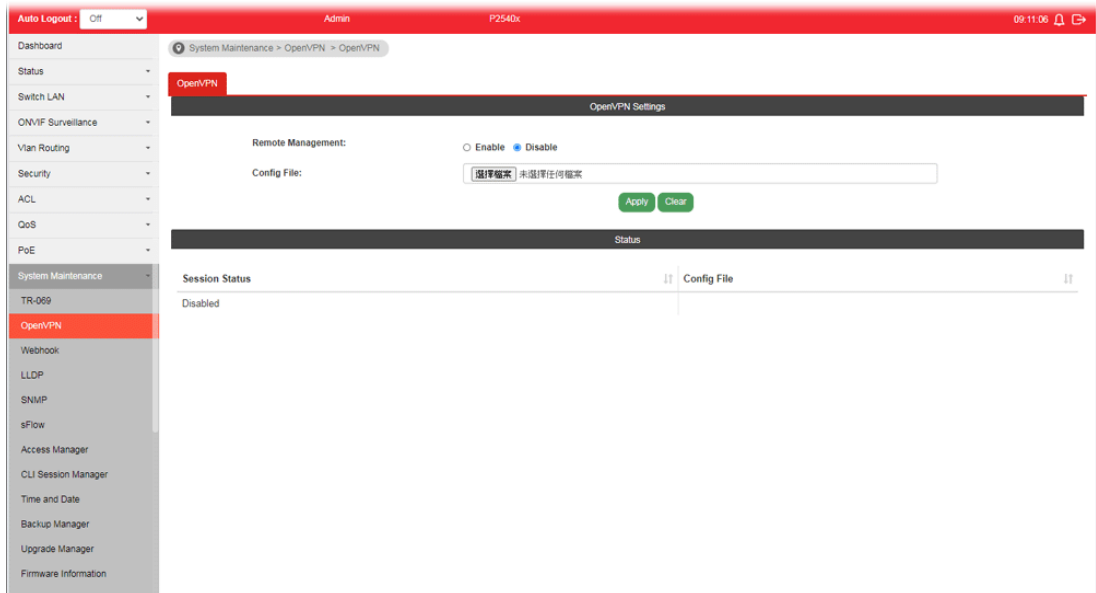 Auto Logout : Off Admin P2540x 09:11:06
Dashboard
Status
Switch LAN
ONVIF Surveillance
Vlan Routing
Security
ACL
QoS
PoE
System Maintenance
TR-069
OpenVPN
Webhook
LLDP
SNMP
sFlow
Access Manager
CLI Session Manager
Time and Date
Backup Manager
Upgrade Manager
Firmware Information
System Maintenance > OpenVPN > OpenVPN
OpenVPN
OpenVPN Settings
Remote Management: Enable Disable
Config File: 選擇檔案 未選擇任何檔案
Apply Clear
Status
Session Status Config File
Disabled